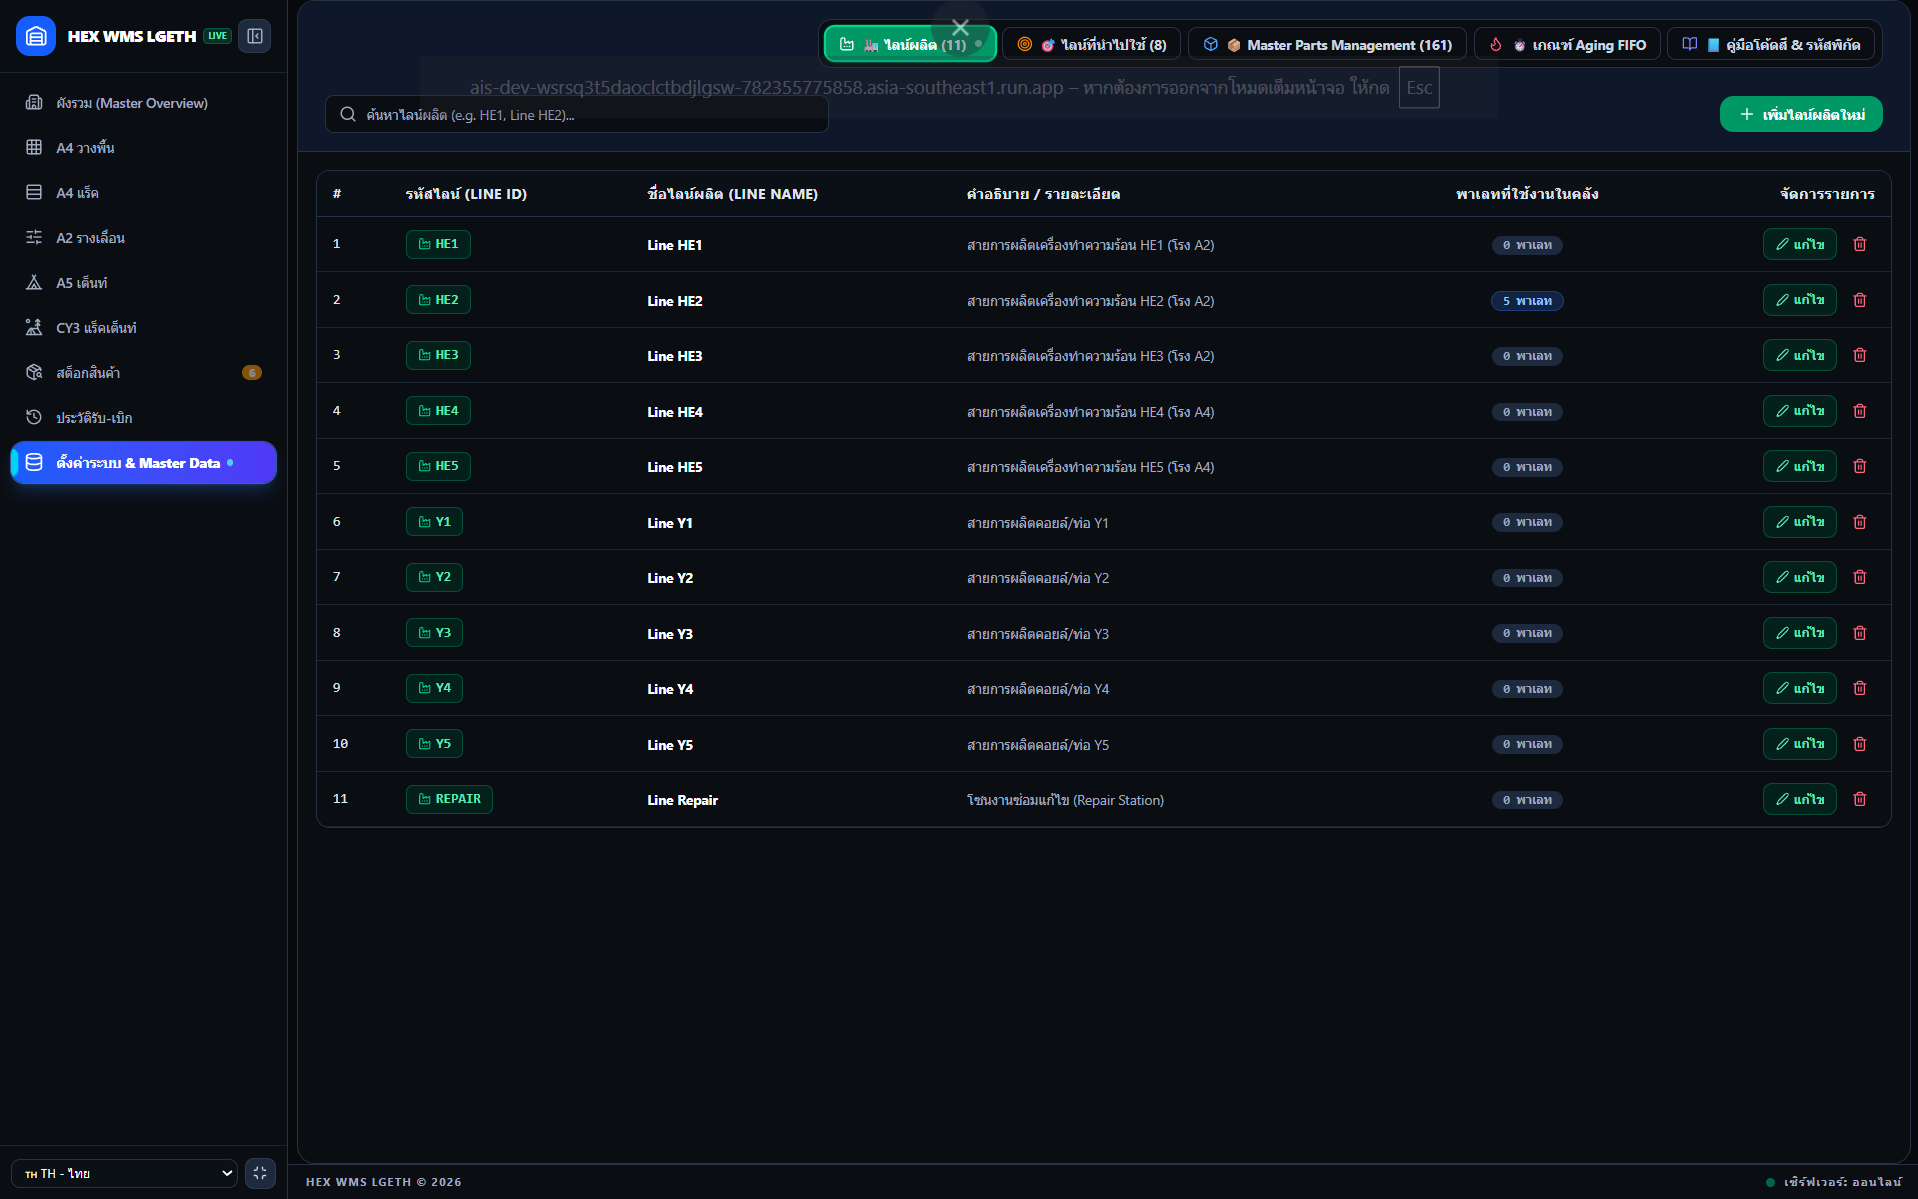 HEX WMS LGETH LIVE
ผังรวม (Master Overview)
A4 วางพื้น
A4 แร็ค
A2 รางเลื่อน
A5 เต็นท์
CY3 แร็คเต็นท์
สต็อกสินค้า 6
ประวัติรับ-เบิก
ตั้งค่าระบบ & Master Data
TH TH - ไทย
ไลน์ผลิต (11)
ไลน์ที่นำไปใช้ (8)
Master Parts Management (161)
เกณฑ์ Aging FIFO
คู่มือโค้ดสี & รหัสพิกัด
ais-dev-wsrsq3t5daoclctbdjlgsw-782355775858.asia-southeast1.run.app – หากต้องการออกจากโหมดเต็มหน้าจอ ให้กด Esc
ค้นหาไลน์ผลิต (e.g. HE1, Line HE2)...
เพิ่มไลน์ผลิตใหม่
# รหัสไลน์ (LINE ID) ชื่อไลน์ผลิต (LINE NAME) คำอธิบาย / รายละเอียด พาเลทที่ใช้งานในคลัง จัดการรายการ
1 HE1 Line HE1 สายการผลิตเครื่องทำความร้อน HE1 (โรง A2) 0 พาเลท แก้ไข
2 HE2 Line HE2 สายการผลิตเครื่องทำความร้อน HE2 (โรง A2) 5 พาเลท แก้ไข
3 HE3 Line HE3 สายการผลิตเครื่องทำความร้อน HE3 (โรง A2) 0 พาเลท แก้ไข
4 HE4 Line HE4 สายการผลิตเครื่องทำความร้อน HE4 (โรง A4) 0 พาเลท แก้ไข
5 HE5 Line HE5 สายการผลิตเครื่องทำความร้อน HE5 (โรง A4) 0 พาเลท แก้ไข
6 Y1 Line Y1 สายการผลิตคอยล์/ท่อ Y1 0 พาเลท แก้ไข
7 Y2 Line Y2 สายการผลิตคอยล์/ท่อ Y2 0 พาเลท แก้ไข
8 Y3 Line Y3 สายการผลิตคอยล์/ท่อ Y3 0 พาเลท แก้ไข
9 Y4 Line Y4 สายการผลิตคอยล์/ท่อ Y4 0 พาเลท แก้ไข
10 Y5 Line Y5 สายการผลิตคอยล์/ท่อ Y5 0 พาเลท แก้ไข
11 REPAIR Line Repair โซนงานซ่อมแก้ไข (Repair Station) 0 พาเลท แก้ไข
HEX WMS LGETH © 2026
เซิร์ฟเวอร์: ออนไลน์